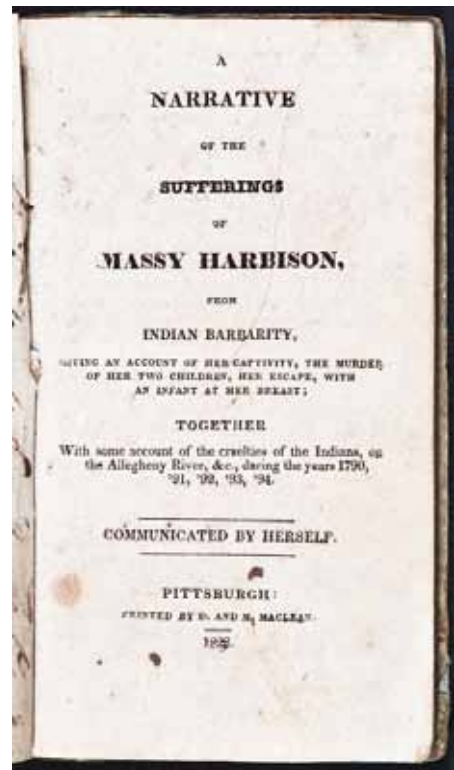 A
NARRATIVE
OF THE
SUFFERINGS
OF
MASSY HARBISON,
FROM
INDIAN BARBARITY,
GIVING AN ACCOUNT OF HER CAPTIVITY, THE MURDER
OF HER TWO CHILDREN, HER ESCAPE, WITH
AN INFANT AT HER BREAST;
TOGETHER
With some account of the cruelties of the Indians, on
the Allegheny River, &c., during the years 1790,
'91, '92, '93, '94.
COMMUNICATED BY HERSELF.
PITTSBURGH:
PRINTED BY D. AND M. MACLEAN.